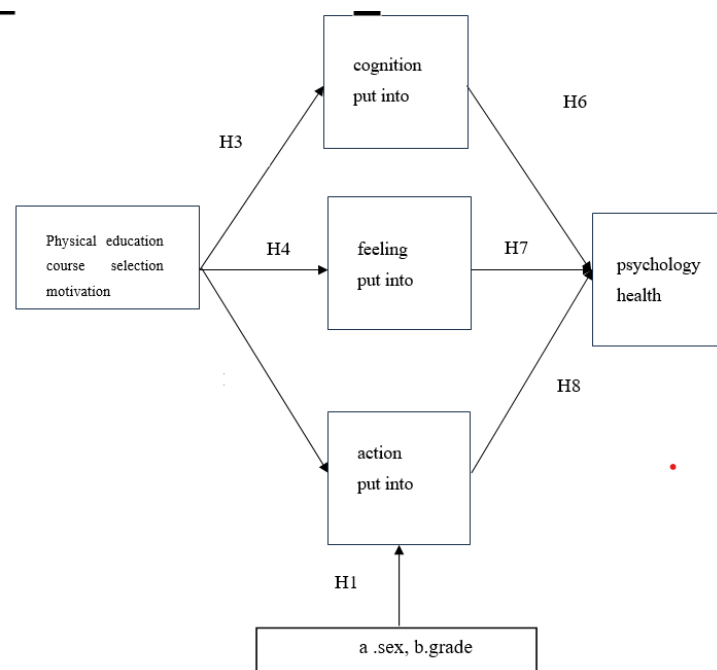 cognition
put into
H6
H3
Physical education
course selection
motivation
H4
feeling
put into
H7
psychology
health
H8
action
put into
H1
a .sex, b.grade